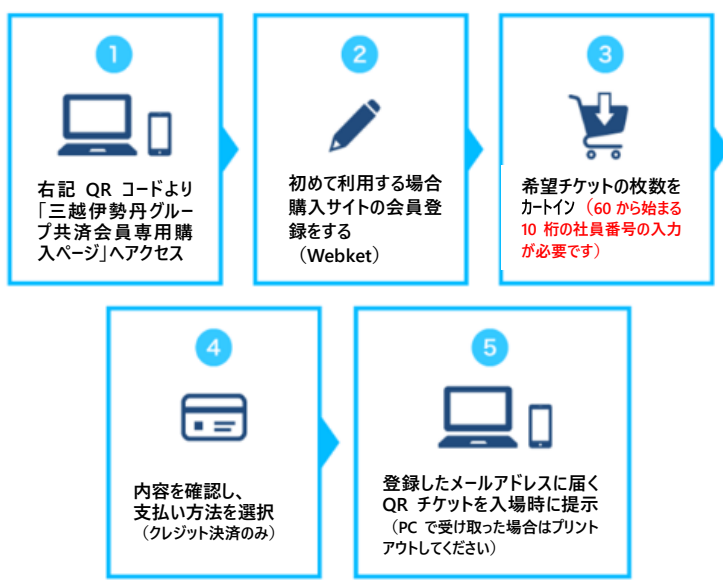 1
右記 QR コードより
「三越伊勢丹グルー
プ共済会員専用購
入ページ」へアクセス
2
初めて利用する場合
購入サイトの会員登
録をする
（Webket）
3
希望チケットの枚数を
カートイン（60 から始まる
10 桁の社員番号の入力
が必要です）
4
内容を確認し、
支払い方法を選択
（クレジット決済のみ）
5
登録したメールアドレスに届く
QR チケットを入場時に提示
（PC で受け取った場合はプリント
アウトしてください）